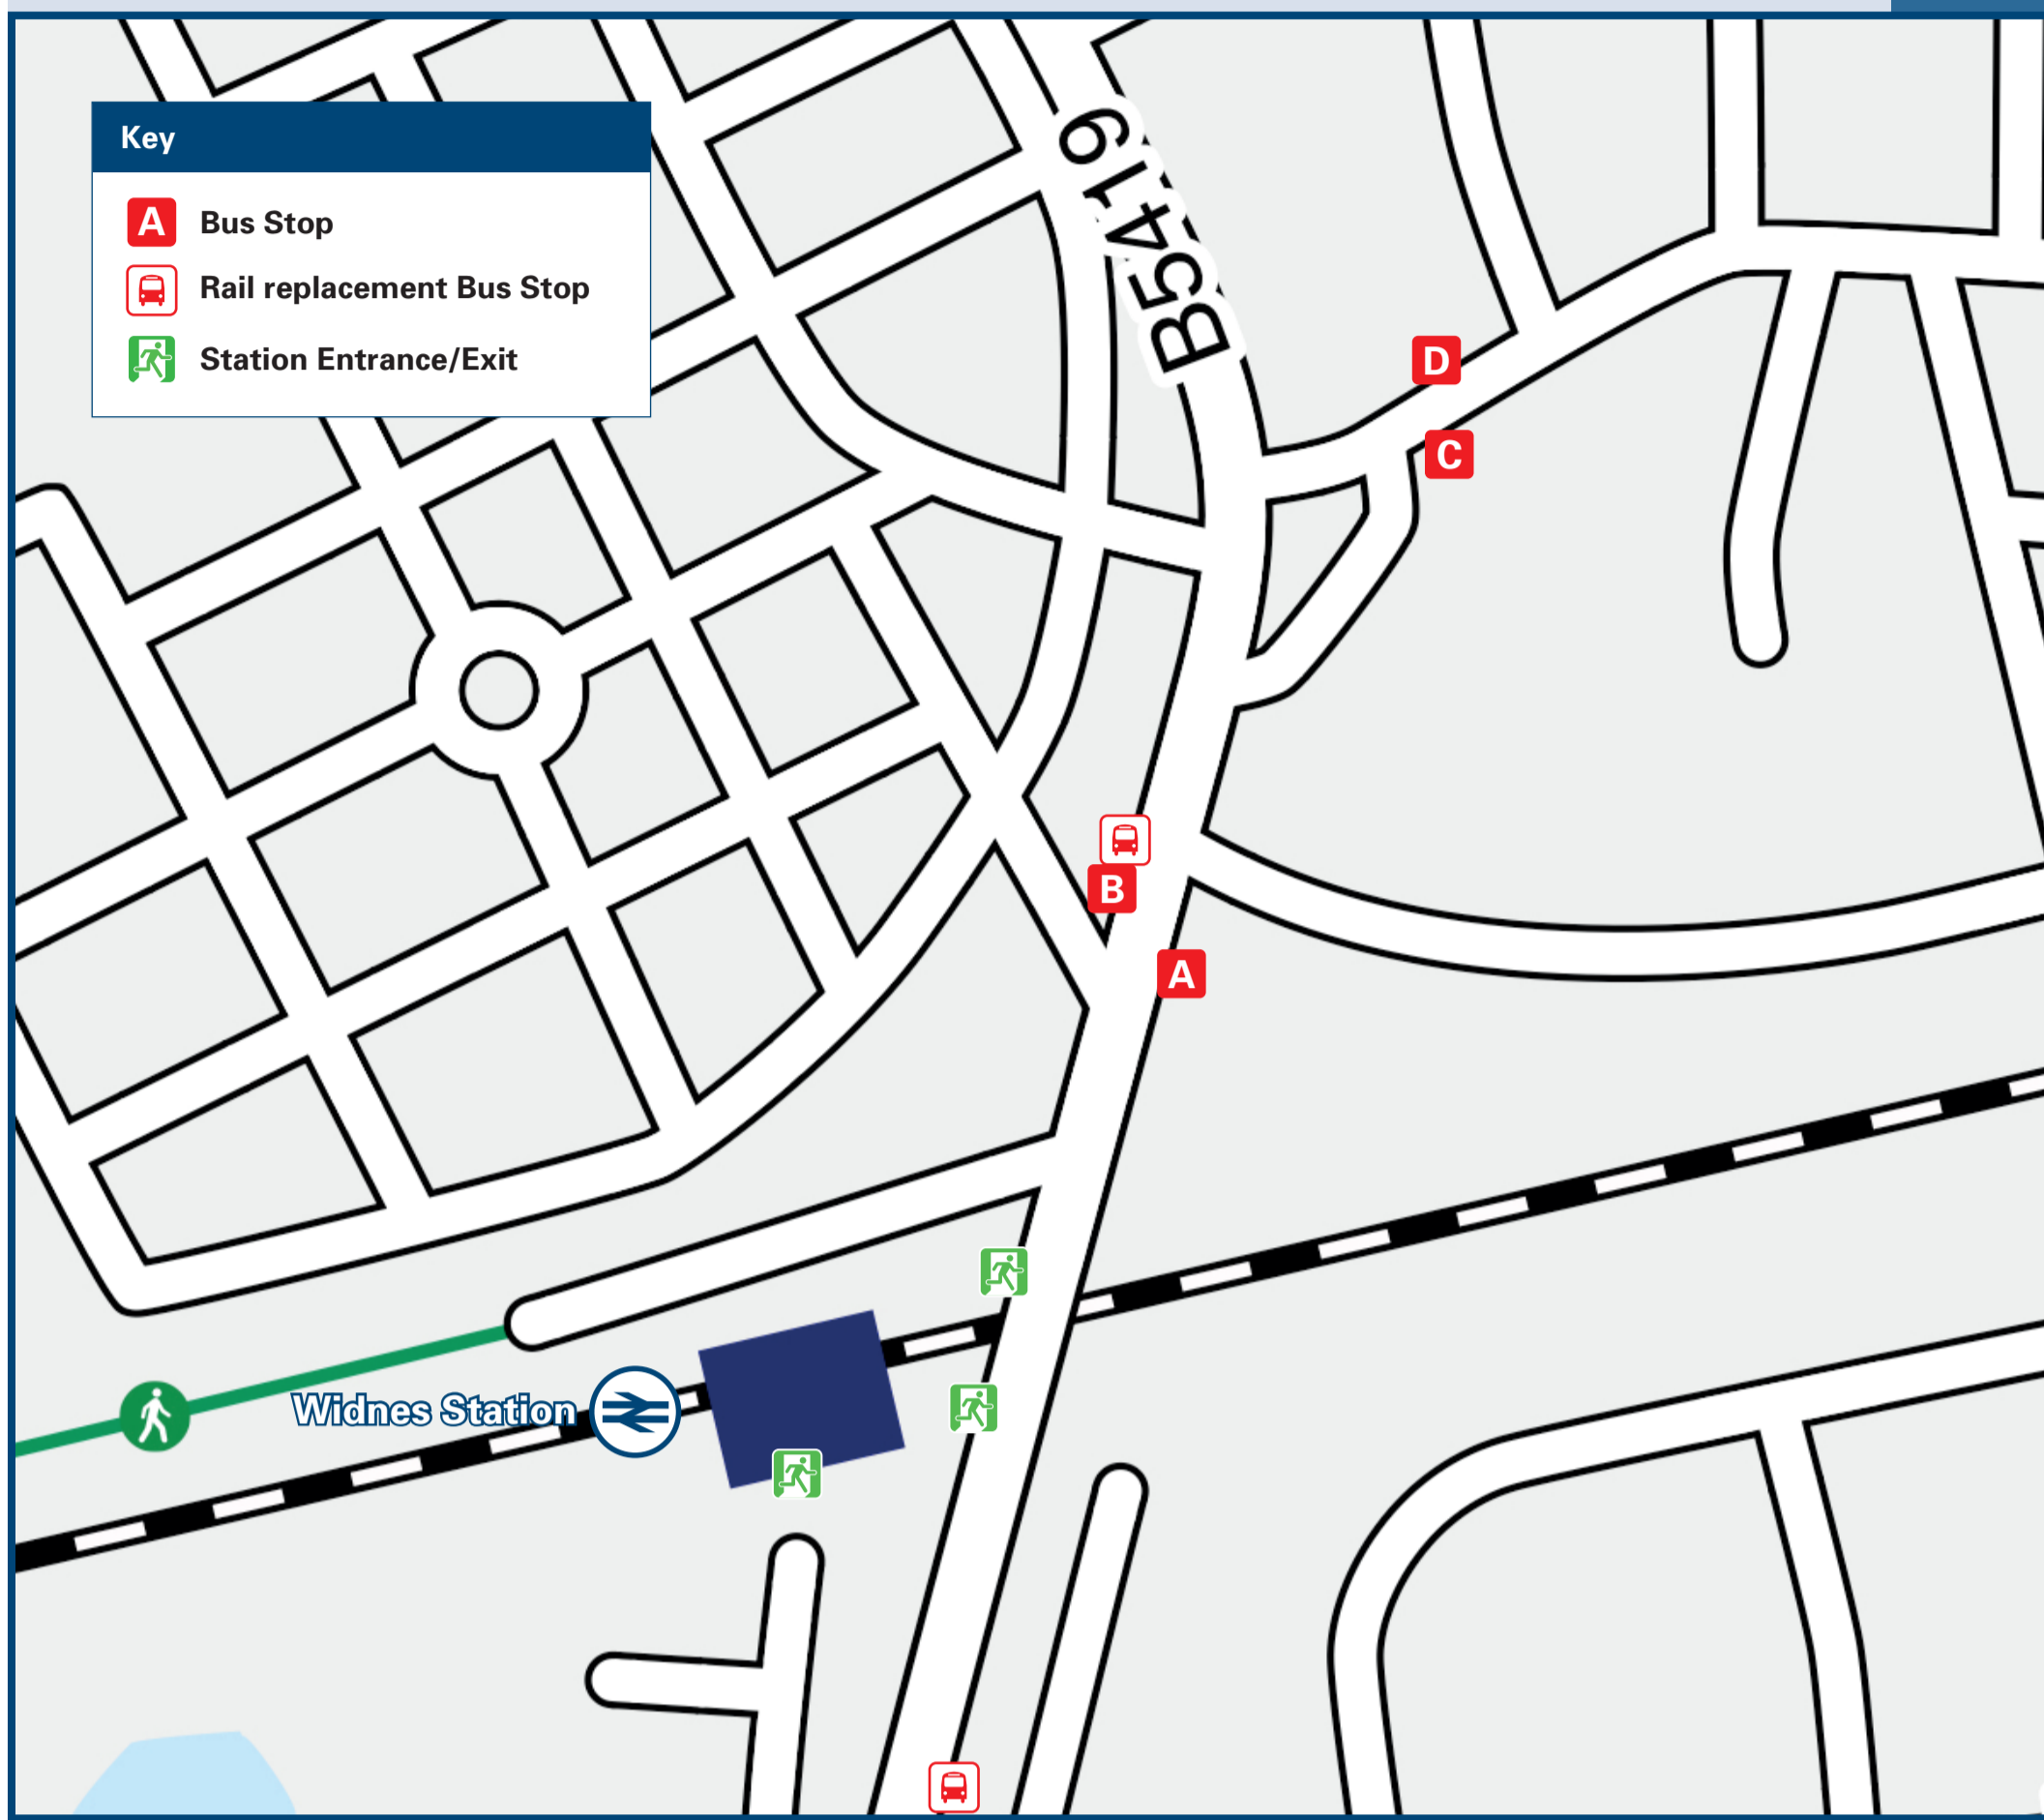 Key
A Bus Stop
Rail replacement Bus Stop
Station Entrance/Exit
B5419
D
C
B
A
Widnes Station